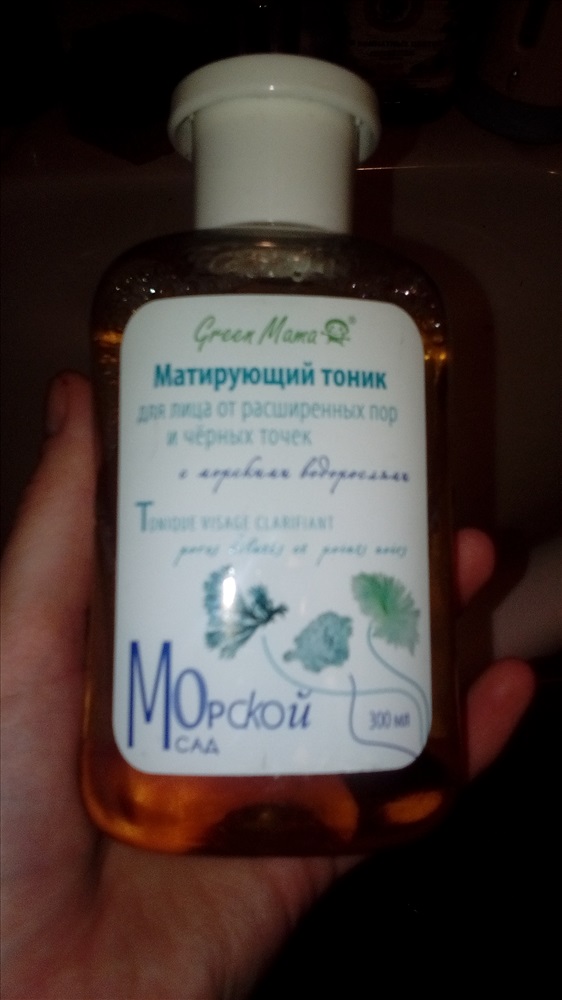 Green Mama ®
Матирующий тоник
для лица от расширенных пор
и чёрных точек
с морскими водорослями
TONIQUE VISAGE CLARIFIANT
pores dilatés et points noirs
Морской
САД
300 мл